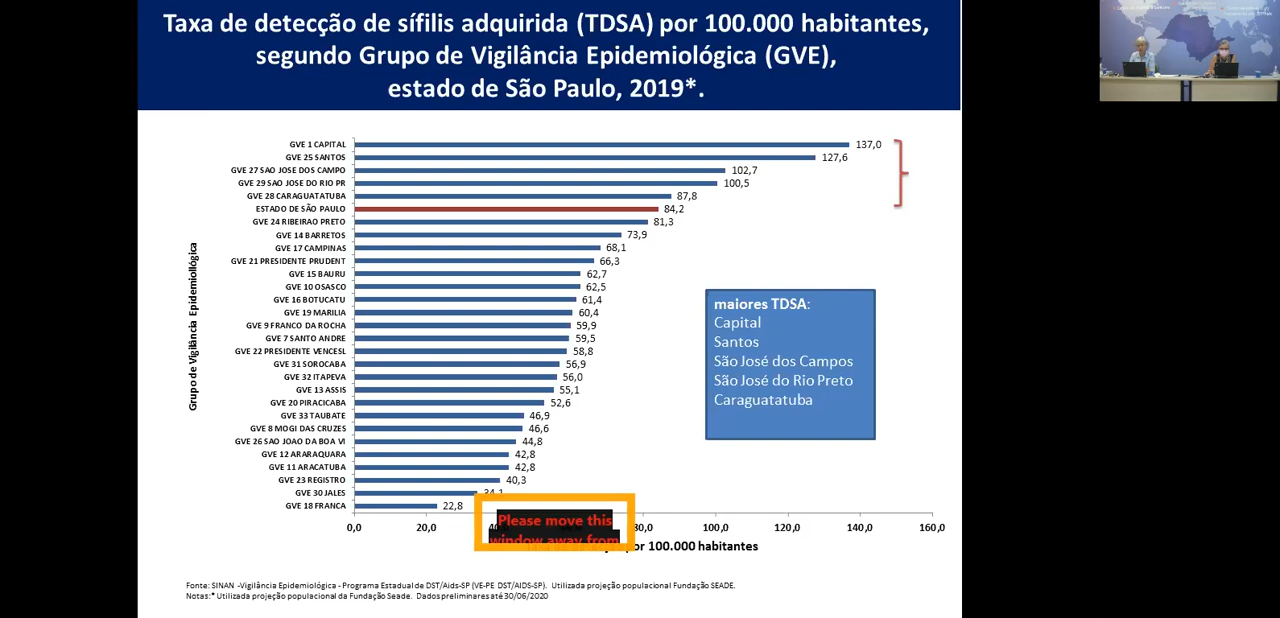 Taxa de detecção de sífilis adquirida (TDSA) por 100.000 habitantes,
segundo Grupo de Vigilância Epidemiológica (GVE),
estado de São Paulo, 2019*.
Grupo de Vigilância Epidemiollógica
GVE 1 CAPITAL 137,0
GVE 25 SANTOS 127,6
GVE 27 SAO JOSE DOS CAMPO 102,7
GVE 29 SAO JOSE DO RIO PR 100,5
GVE 28 CARAGUATATUBA 87,8
ESTADO DE SÃO PAULO 84,2
GVE 24 RIBEIRAO PRETO 81,3
GVE 14 BARRETOS 73,9
GVE 17 CAMPINAS 68,1
GVE 21 PRESIDENTE PRUDENT 66,3
GVE 15 BAURU 62,7
GVE 10 OSASCO 62,5
GVE 16 BOTUCATU 61,4
GVE 19 MARILIA 60,4
GVE 9 FRANCO DA ROCHA 59,9
GVE 7 SANTO ANDRE 59,5
GVE 22 PRESIDENTE VENCESL 58,8
GVE 31 SOROCABA 56,9
GVE 32 ITAPEVA 56,0
GVE 13 ASSIS 55,1
GVE 20 PIRACICABA 52,6
GVE 33 TAUBATE 46,9
GVE 8 MOGI DAS CRUZES 46,6
GVE 26 SAO JOAO DA BOA VI 44,8
GVE 12 ARARAQUARA 42,8
GVE 11 ARACATUBA 42,8
GVE 23 REGISTRO 40,3
GVE 30 JALES 34,1
GVE 18 FRANCA 22,8
maiores TDSA:
Capital
Santos
São José dos Campos
São José do Rio Preto
Caraguatatuba
0,0 20,0 100,0 120,0 140,0 160,0
Please move this
window away from
por 100.000 habitantes
Fonte: SINAN -Vigilância Epidemiológica - Programa Estadual de DST/Aids-SP (VE-PE DST/AIDS-SP). Utilizada projeção populacional Fundação SEADE.
Notas:* Utilizada projeção populacional da Fundação Seade. Dados preliminares até 30/06/2020